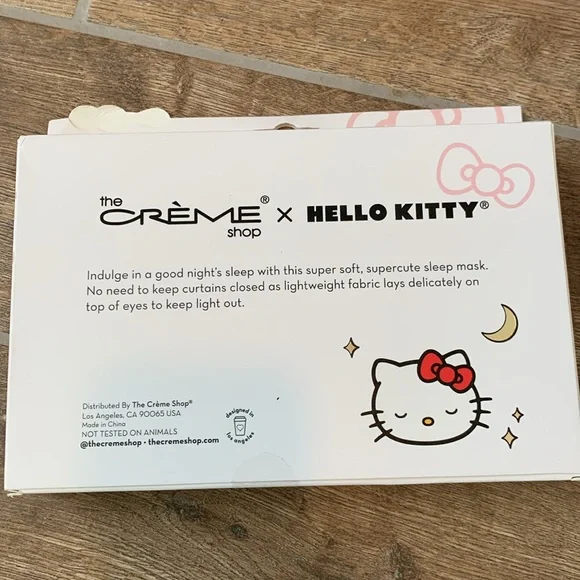 the
CRÈME®
shop
× HELLO KITTY®
Indulge in a good night's sleep with this super soft, supercute sleep mask.
No need to keep curtains closed as lightweight fabric lays delicately on
top of eyes to keep light out.
Distributed By The Crème Shop®
Los Angeles, CA 90065 USA
Made in China
NOT TESTED ON ANIMALS
@thecremeshop • thecremeshop.com
designed in
los angeles